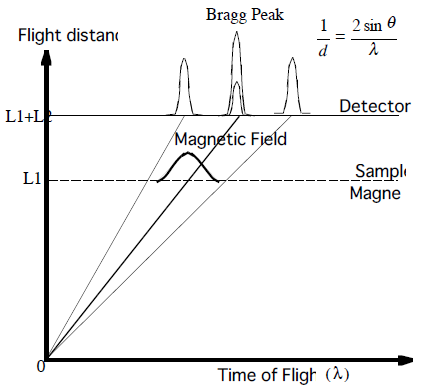 Bragg Peak
1/d = 2 sin θ/λ
Flight distanc
L1+L2
Detector
Magnetic Field
L1
Sampl
Magne
0
Time of Fligh (λ)